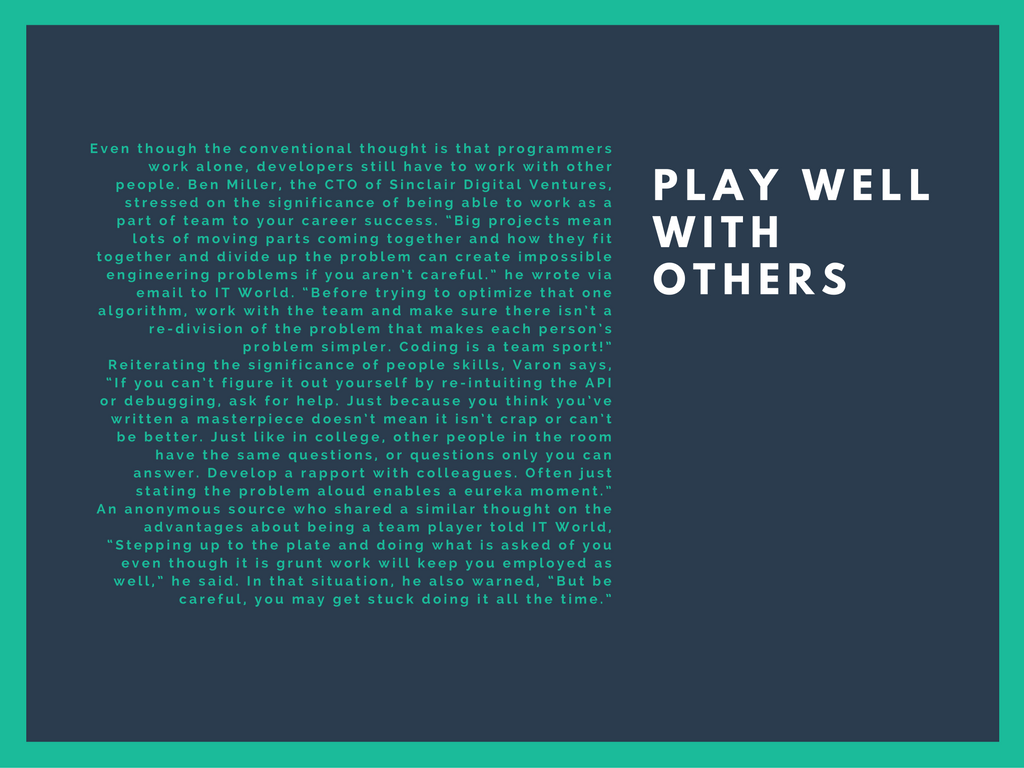 Even though the conventional thought is that programmers
work alone, developers still have to work with other
people. Ben Miller, the CTO of Sinclair Digital Ventures,
stressed on the significance of being able to work as a
part of team to your career success. "Big projects mean
lots of moving parts coming together and how they fit
together and divide up the problem can create impossible
engineering problems if you aren't careful." he wrote via
email to IT World. "Before trying to optimize that one
algorithm, work with the team and make sure there isn't a
re-division of the problem that makes each person's
problem simpler. Coding is a team sport!"
Reiterating the significance of people skills, Varon says,
"If you can't figure it out yourself by re-intuiting the API
or debugging, ask for help. Just because you think you've
written a masterpiece doesn't mean it isn't crap or can't
be better. Just like in college, other people in the room
have the same questions, or questions only you can
answer. Develop a rapport with colleagues. Often just
stating the problem aloud enables a eureka moment."
An anonymous source who shared a similar thought on the
advantages about being a team player told IT World,
"Stepping up to the plate and doing what is asked of you
even though it is grunt work will keep you employed as
well," he said. In that situation, he also warned, "But be
careful, you may get stuck doing it all the time."
PLAY WELL
WITH
OTHERS